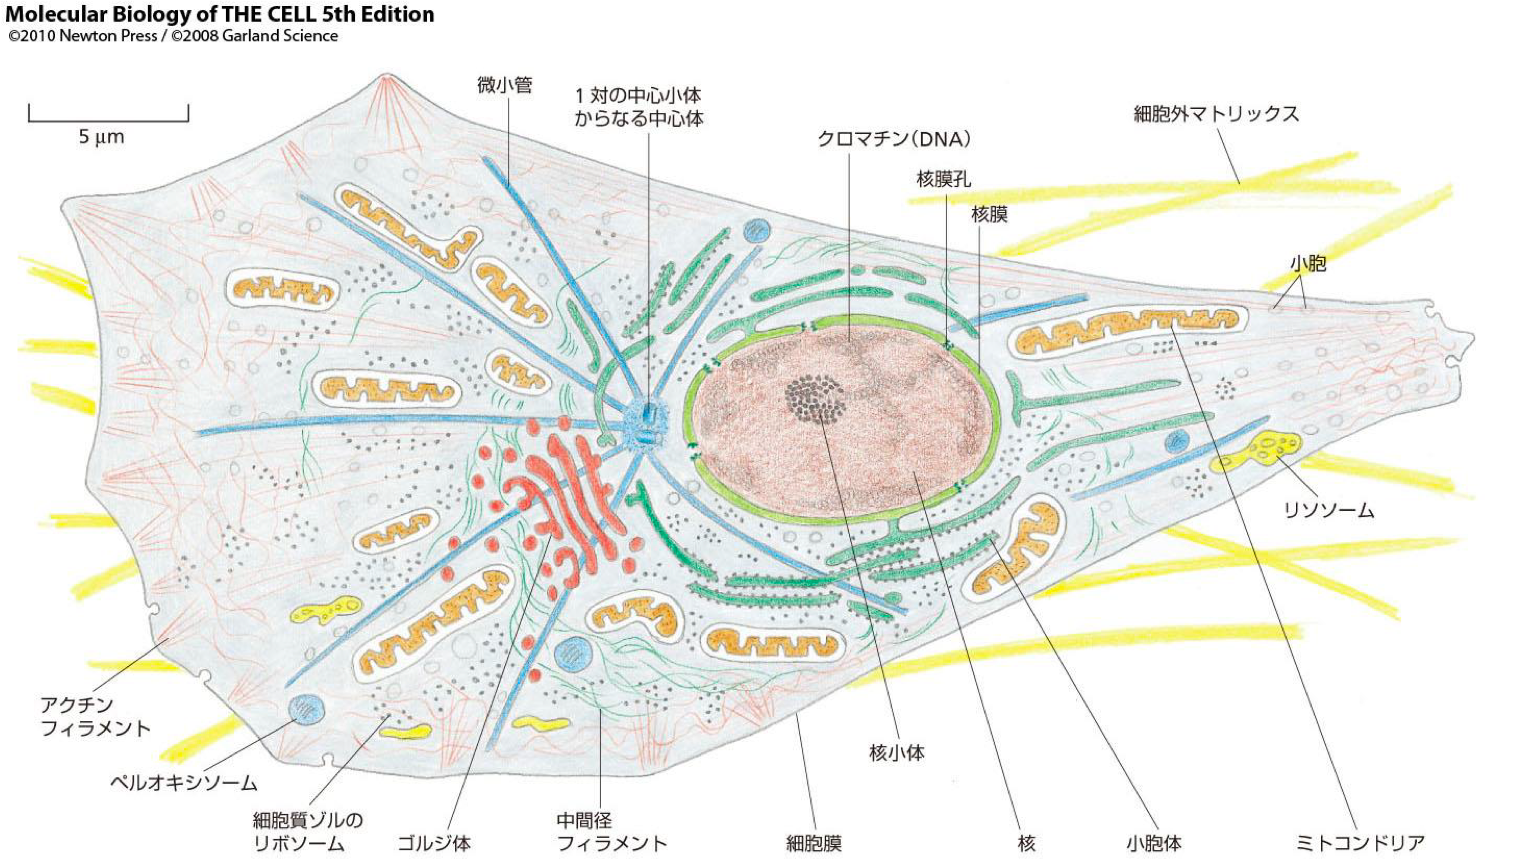 Molecular Biology of THE CELL 5th Edition
©2010 Newton Press / ©2008 Garland Science
5 μm
微小管
1対の中心小体
からなる中心体
クロマチン(DNA)
核膜孔
核膜
細胞外マトリックス
小胞
リソソーム
アクチン
フィラメント
ペルオキシソーム
細胞質ゾルの
リボソーム
ゴルジ体
中間径
フィラメント
細胞膜
核小体
核
小胞体
ミトコンドリア